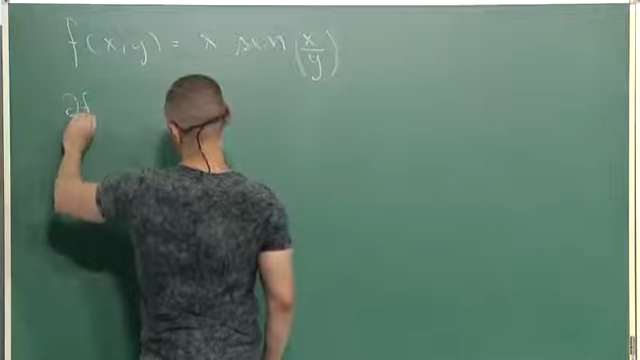 f(x,y) = x sen(x/y)
∂f